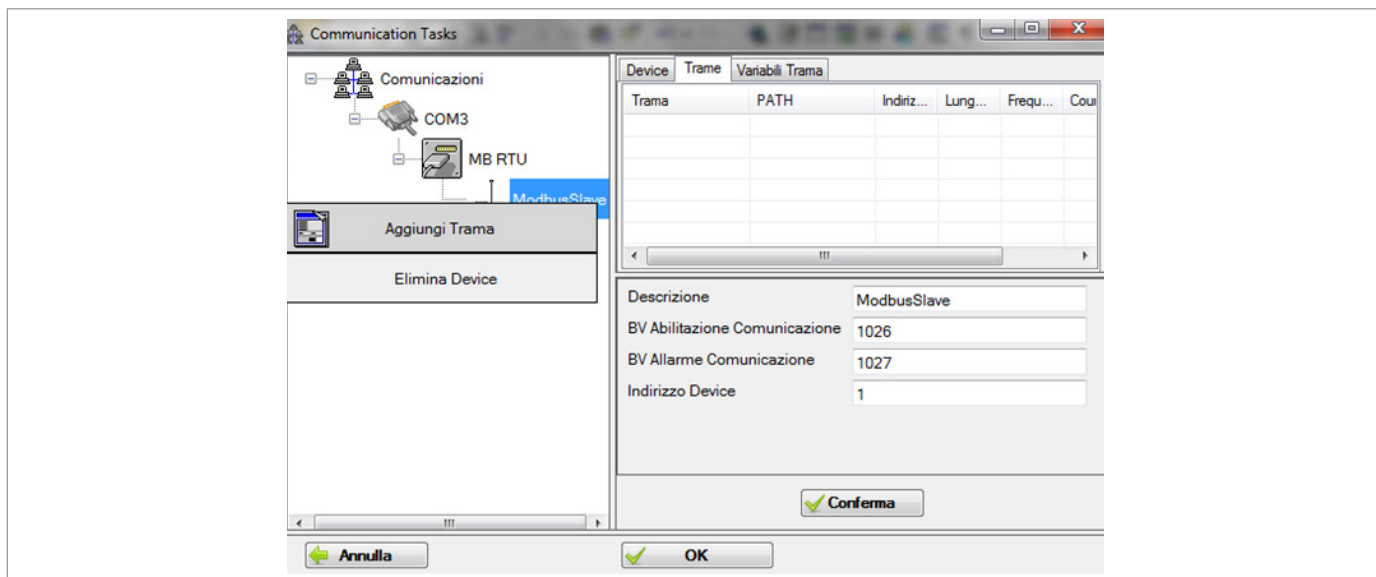 Communication Tasks
Comunicazioni
COM3
MB RTU
ModbusSlave
Aggiungi Trama
Elimina Device
Device Trame Variabili Trama
Trama PATH Indiriz... Lung... Frequ... Cour
Descrizione ModbusSlave
BV Abilitazione Comunicazione 1026
BV Allarme Comunicazione 1027
Indirizzo Device 1
Conferma
Annulla OK